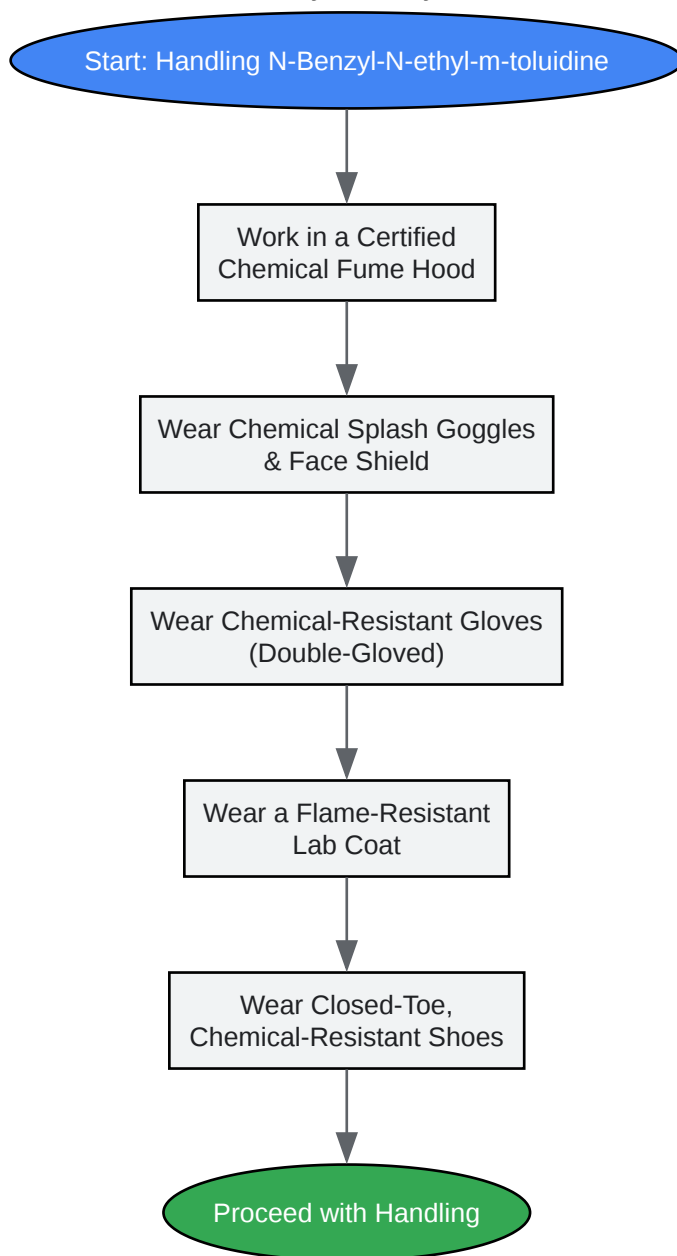 Start: Handling N-Benzyl-N-ethyl-m-toluidine
Work in a Certified
Chemical Fume Hood
Wear Chemical Splash Goggles
& Face Shield
Wear Chemical-Resistant Gloves
(Double-Gloved)
Wear a Flame-Resistant
Lab Coat
Wear Closed-Toe,
Chemical-Resistant Shoes
Proceed with Handling